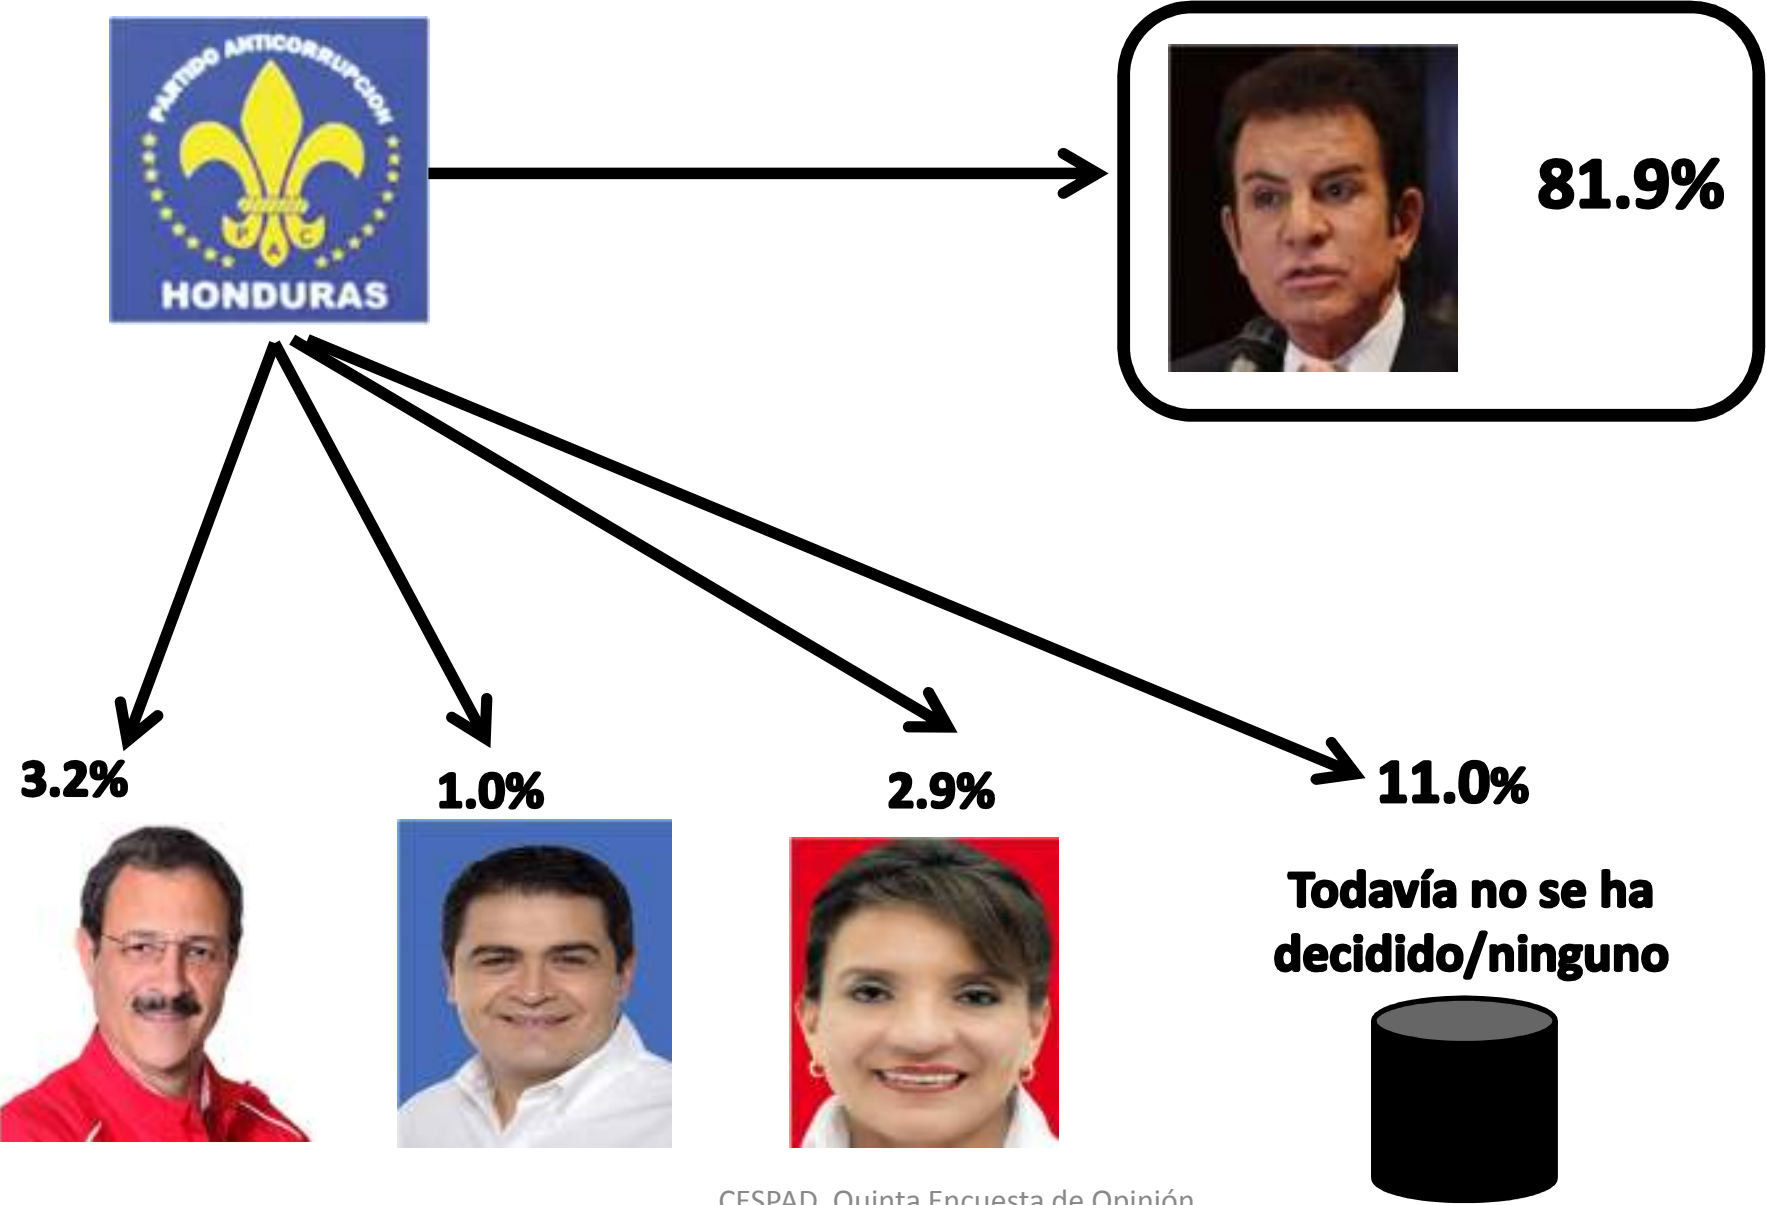 PARTIDO ANTICORRUPCION
P A C
HONDURAS
81.9%
3.2%
1.0%
2.9%
11.0%
Todavía no se ha
decidido/ninguno
CESPAD Quinta Encuesta de Opinión